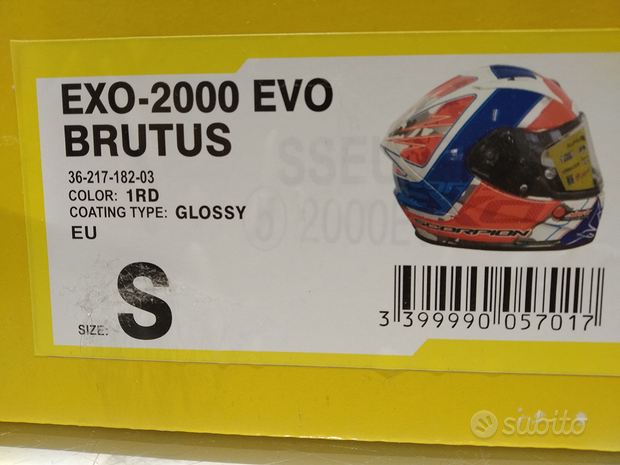 EXO-2000 EVO
BRUTUS
36-217-182-03
COLOR: 1RD
COATING TYPE: GLOSSY
EU
SIZE: S
SCORPION
3 399990 057017
subito